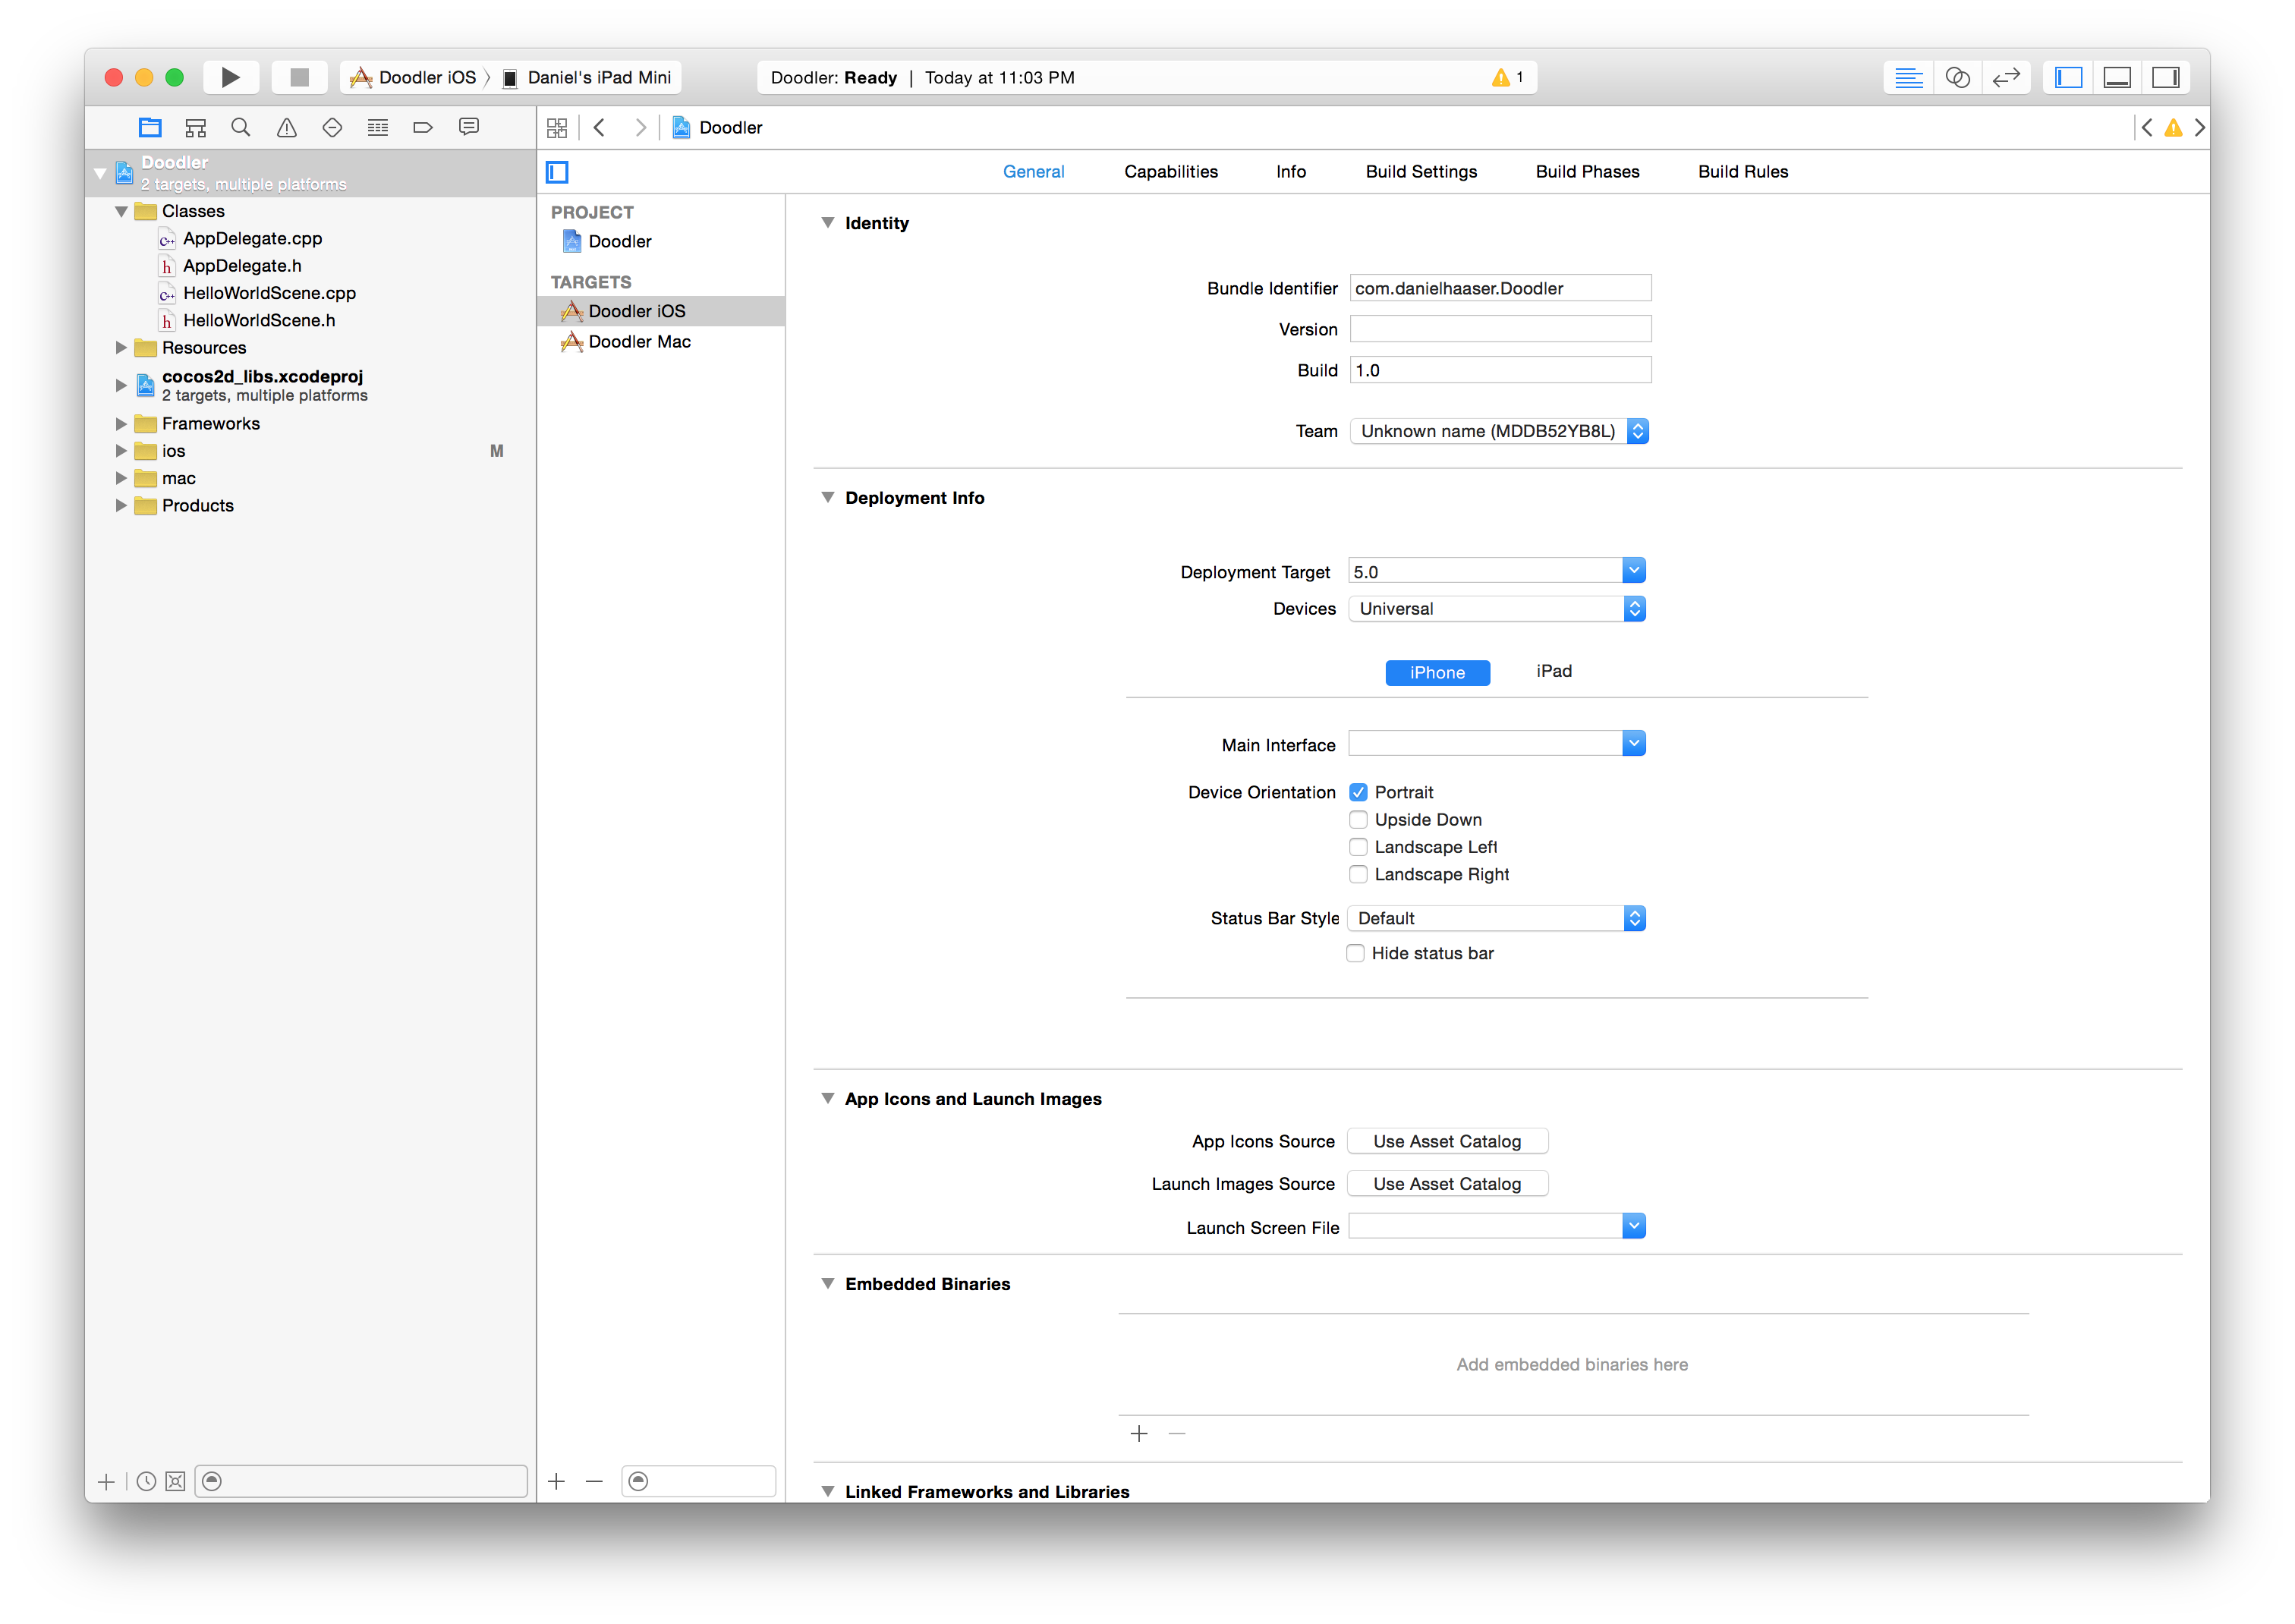 Doodler iOS
Daniel's iPad Mini
Doodler: Ready | Today at 11:03 PM
1
Doodler
Doodler
2 targets, multiple platforms
Classes
AppDelegate.cpp
AppDelegate.h
HelloWorldScene.cpp
HelloWorldScene.h
Resources
cocos2d_libs.xcodeproj
2 targets, multiple platforms
Frameworks
ios M
mac
Products
General Capabilities Info Build Settings Build Phases Build Rules
PROJECT
Doodler
TARGETS
Doodler iOS
Doodler Mac
Identity
Bundle Identifier com.danielhaaser.Doodler
Version
Build 1.0
Team Unknown name (MDDB52YB8L)
Deployment Info
Deployment Target 5.0
Devices Universal
iPhone iPad
Main Interface
Device Orientation Portrait
Upside Down
Landscape Left
Landscape Right
Status Bar Style Default
Hide status bar
App Icons and Launch Images
App Icons Source Use Asset Catalog
Launch Images Source Use Asset Catalog
Launch Screen File
Embedded Binaries
Add embedded binaries here
Linked Frameworks and Libraries